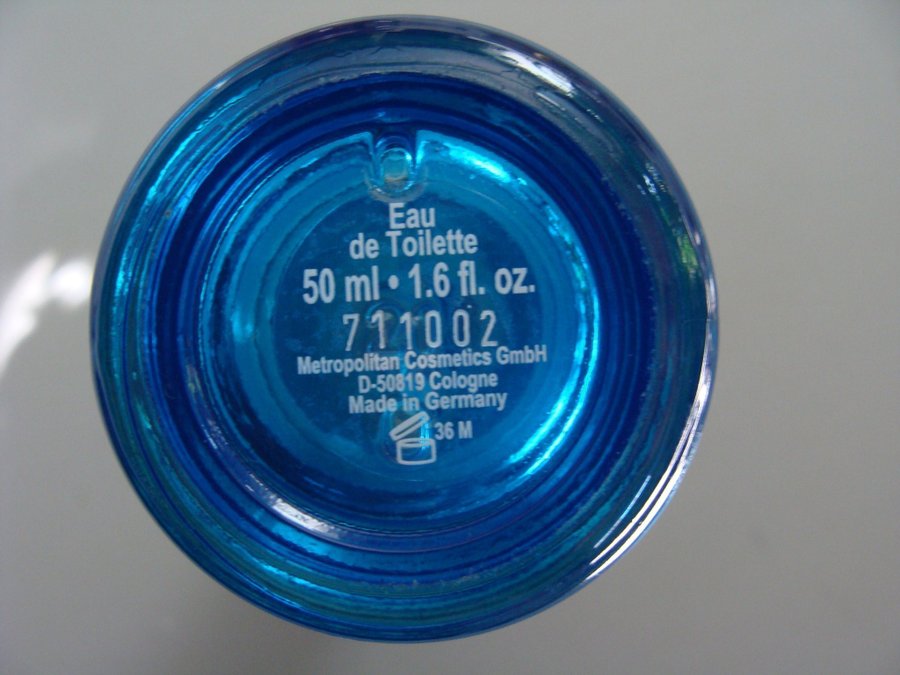 Eau
de Toilette
50 ml • 1.6 fl. oz.
711002
Metropolitan Cosmetics GmbH
D-50819 Cologne
Made in Germany
36 M